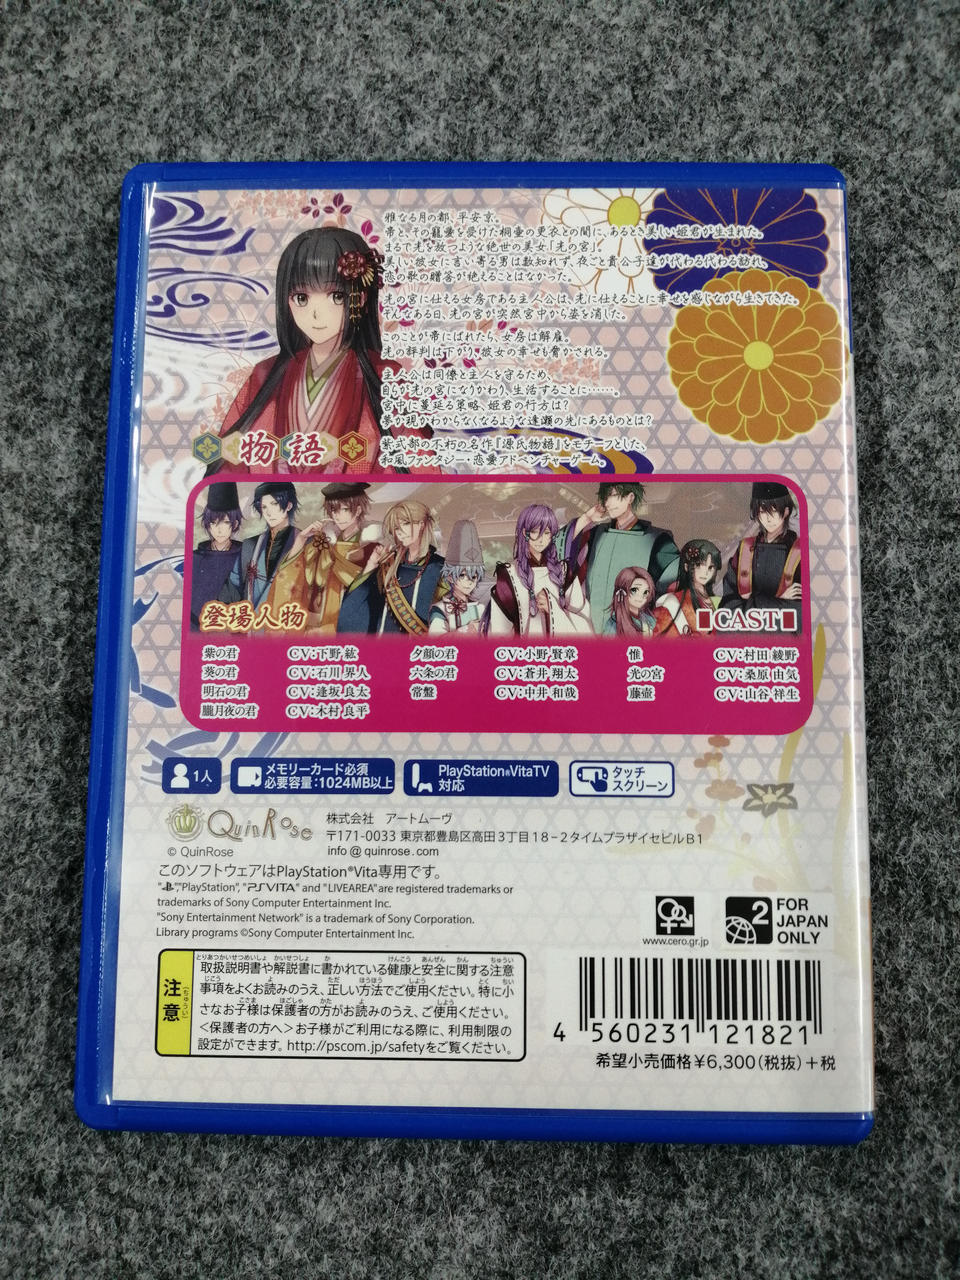 雅なる月の都、平安京。
帝と、その寵愛を受けた桐壷の更衣との間に、あるとき美しい姫君が生まれた。
まるで光を放つような絶世の美女、「光の宮」。
美しい彼女に言い寄る男は数知れず、夜ごと貴公子達が代わる代わる訪れ、
恋の歌の贈答が絶えることはなかった。
光の宮に仕える女房である主人公は、光に仕えることに幸せを感じながら生きてきた。
そんなある日、光の宮が突然宮中から姿を消した。
このことが帝にばれたら、女房は解雇。
光の評判は下がり、彼女の幸せも脅かされる。
主人公は同僚と主人を守るため、
自らが光の宮になりかわり、生活することに……
宮中に蔓延る策略、姫君の行方は?
夢か現かわからなくなるような逢瀬の先にあるものとは?
紫式部の不朽の名作『源氏物語』をモチーフとした、
和風ファンタジー・恋愛アドベンチャーゲーム。
物語
登場人物
CAST
紫の君 CV:下野 紘 夕顔の君 CV:小野 賢章 惟 CV:村田 綾野
葵の君 CV:石川 界人 六条の君 CV:蒼井 翔太 光の宮 CV:桑原 由気
明石の君 CV:逢坂 良太 常盤 CV:中井 和哉 藤壺 CV:山谷 祥生
朧月夜の君 CV:木村 良平
1人
メモリーカード必須
必要容量:1024MB以上
PlayStation®VitaTV
対応
タッチ
スクリーン
QuinRose
© QuinRose
株式会社 アートムーヴ
〒171-0033 東京都豊島区高田3丁目18-2タイムプラザイセビルB1
info @ quinrose.com
このソフトウェアはPlayStation®Vita専用です。
"", "PlayStation", "PSVITA" and "LIVEAREA" are registered trademarks or
trademarks of Sony Computer Entertainment Inc.
"Sony Entertainment Network" is a trademark of Sony Corporation.
Library programs ©Sony Computer Entertainment Inc.
www.cero.gr.jp
2
FOR
JAPAN
ONLY
注意
(ちゅうい)
取扱説明書や解説書に書かれている健康と安全に関する注意
事項をよくお読みのうえ、正しい方法でご使用ください。特に小
さなお子様は保護者の方がお読みのうえ、ご使用ください。
<保護者の方へ>お子様がご利用になる際に、利用制限の
設定ができます。http://pscom.jp/safetyをご覧ください。
4 560231 121821
希望小売価格¥6,300(税抜)+税